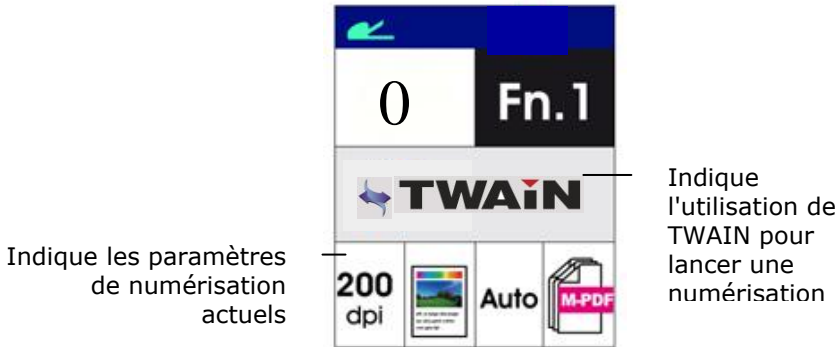 0
Fn.1
TWAIN
Indique
l'utilisation de
TWAIN pour
lancer une
numérisation
Indique les paramètres
de numérisation
actuels
200
dpi
Auto
M-PDF